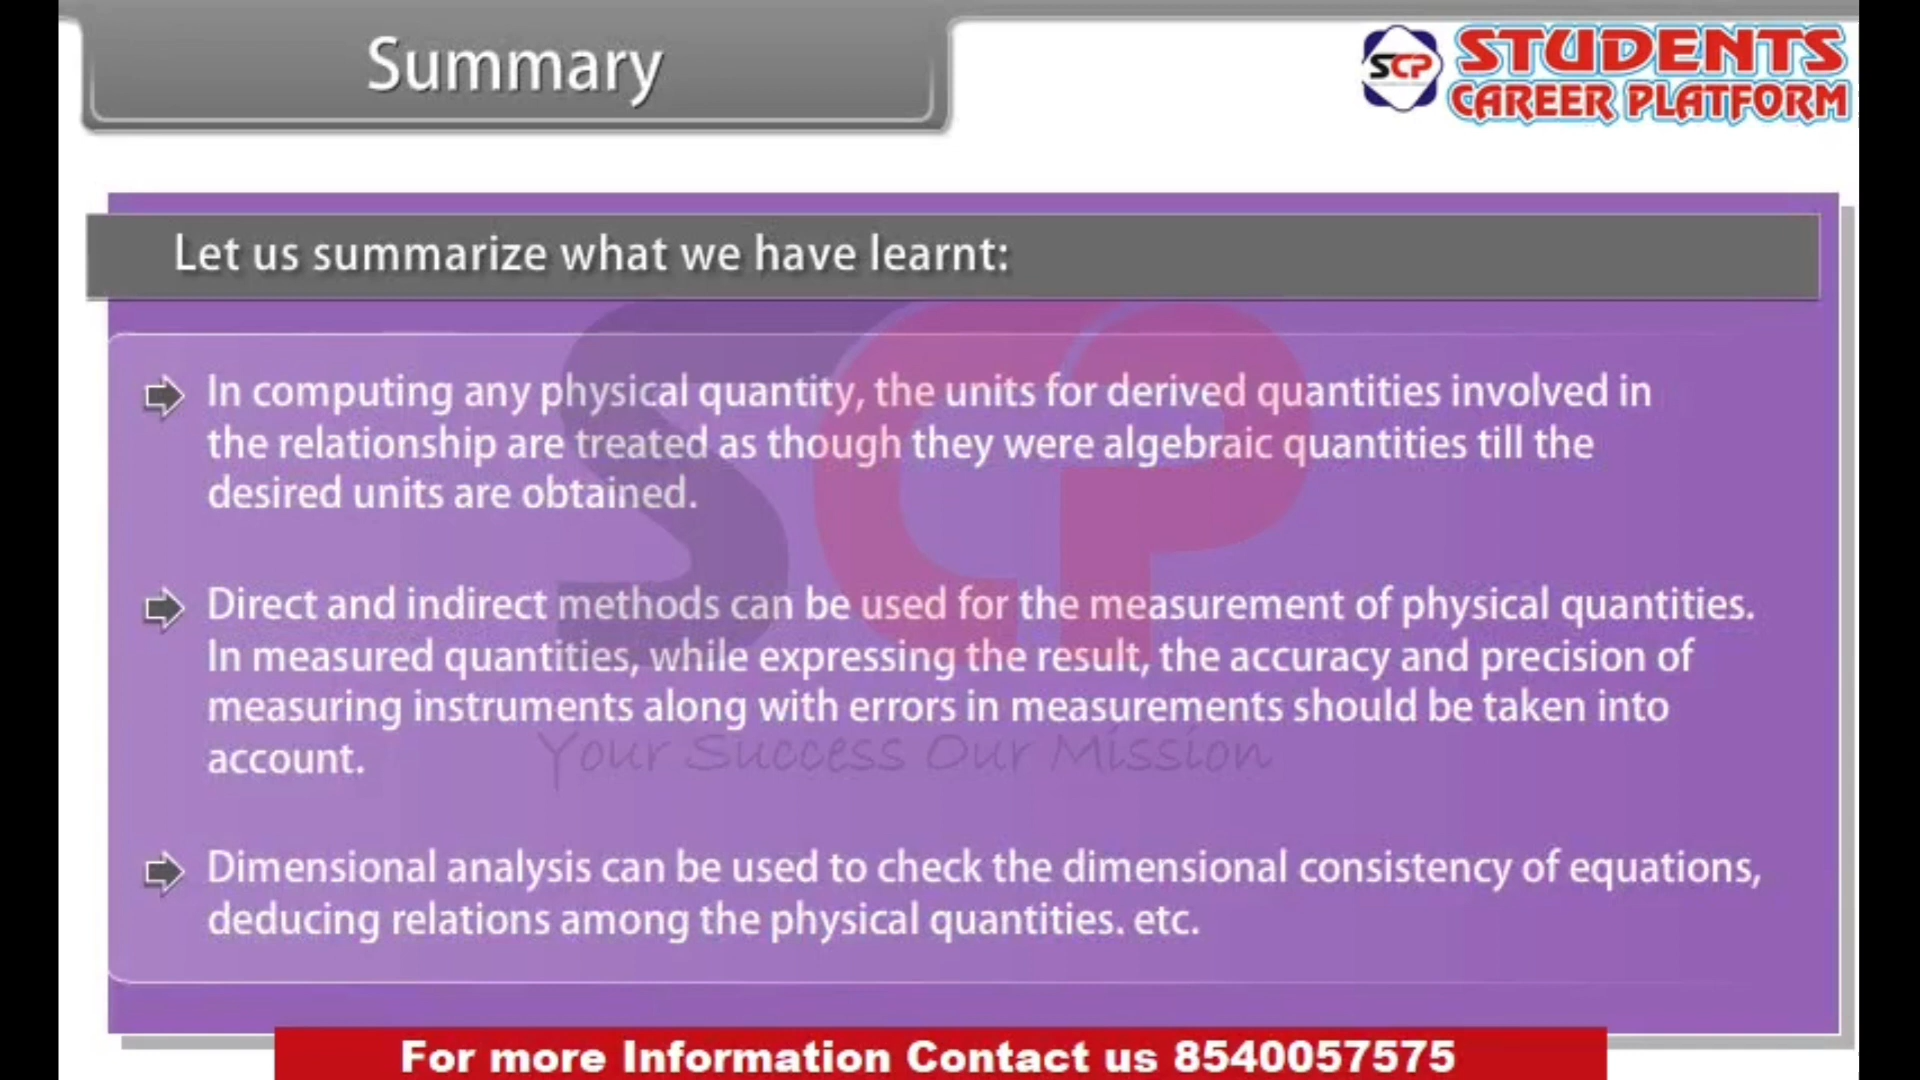 Summary
SCP STUDENTS
CAREER PLATFORM
Let us summarize what we have learnt:
In computing any physical quantity, the units for derived quantities involved in
the relationship are treated as though they were algebraic quantities till the
desired units are obtained.
Direct and indirect methods can be used for the measurement of physical quantities.
In measured quantities, while expressing the result, the accuracy and precision of
measuring instruments along with errors in measurements should be taken into
account.
SCP
Your Success Our Mission
Dimensional analysis can be used to check the dimensional consistency of equations,
deducing relations among the physical quantities. etc.
For more Information Contact us 8540057575